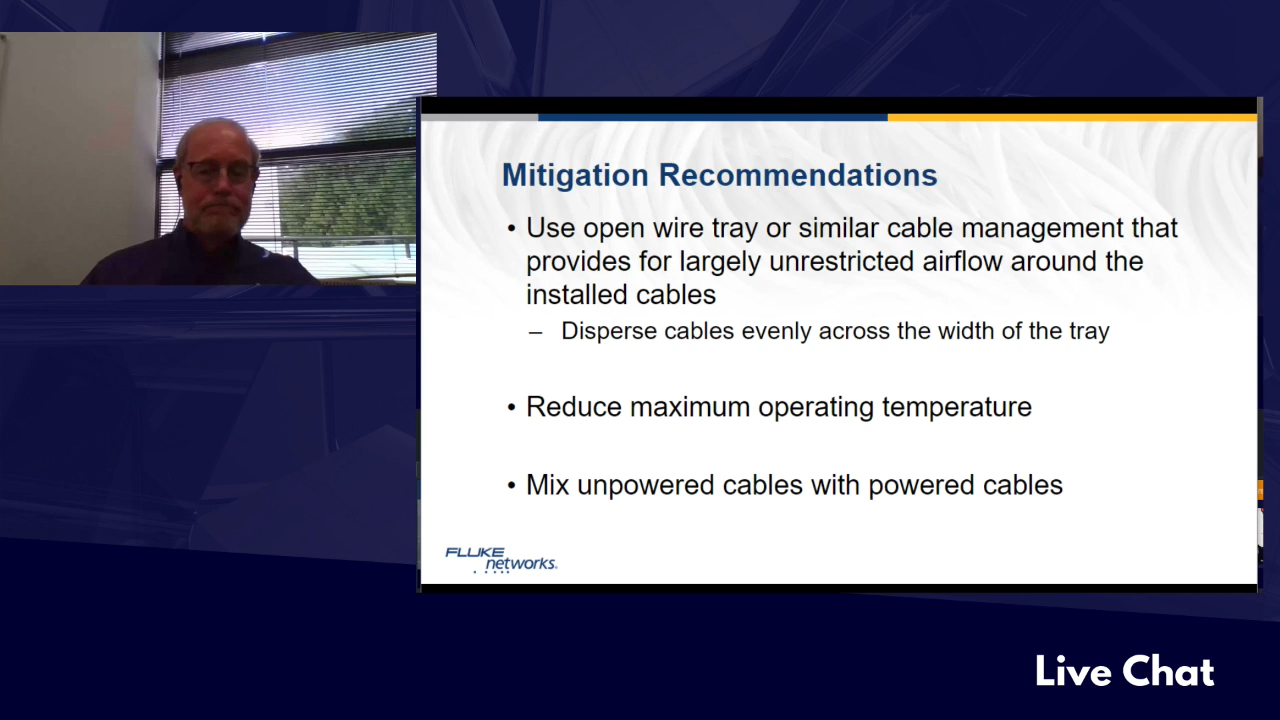 Mitigation Recommendations
• Use open wire tray or similar cable management that
provides for largely unrestricted airflow around the
installed cables
– Disperse cables evenly across the width of the tray
• Reduce maximum operating temperature
• Mix unpowered cables with powered cables
FLUKE
networks.
Live Chat